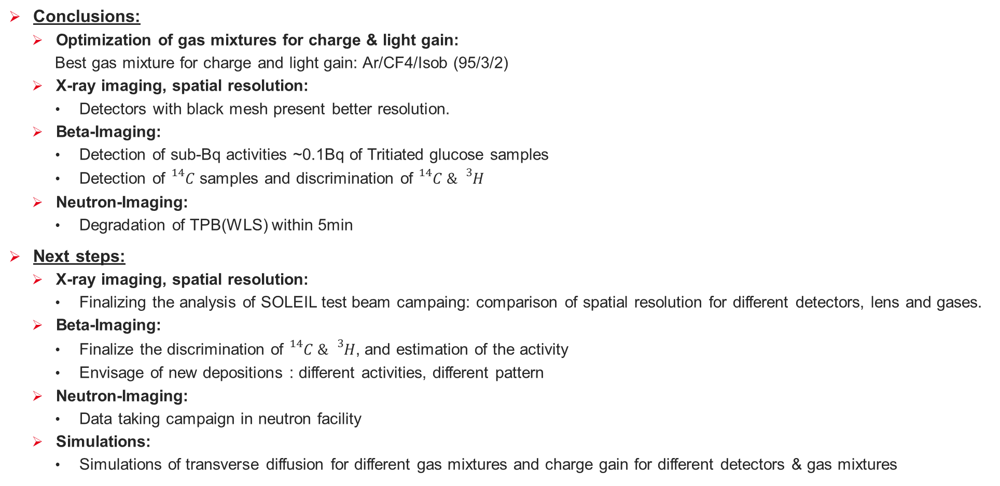 ➢ Conclusions:
➢ Optimization of gas mixtures for charge & light gain:
Best gas mixture for charge and light gain: Ar/CF4/Isob (95/3/2)
➢ X-ray imaging, spatial resolution:
• Detectors with black mesh present better resolution.
➢ Beta-Imaging:
• Detection of sub-Bq activities ~0.1Bq of Tritiated glucose samples
• Detection of ¹⁴C samples and discrimination of ¹⁴C & ³H
➢ Neutron-Imaging:
• Degradation of TPB(WLS) within 5min
➢ Next steps:
➢ X-ray imaging, spatial resolution:
• Finalizing the analysis of SOLEIL test beam campaing: comparison of spatial resolution for different detectors, lens and gases.
➢ Beta-Imaging:
• Finalize the discrimination of ¹⁴C & ³H, and estimation of the activity
• Envisage of new depositions : different activities, different pattern
➢ Neutron-Imaging:
• Data taking campaign in neutron facility
➢ Simulations:
• Simulations of transverse diffusion for different gas mixtures and charge gain for different detectors & gas mixtures